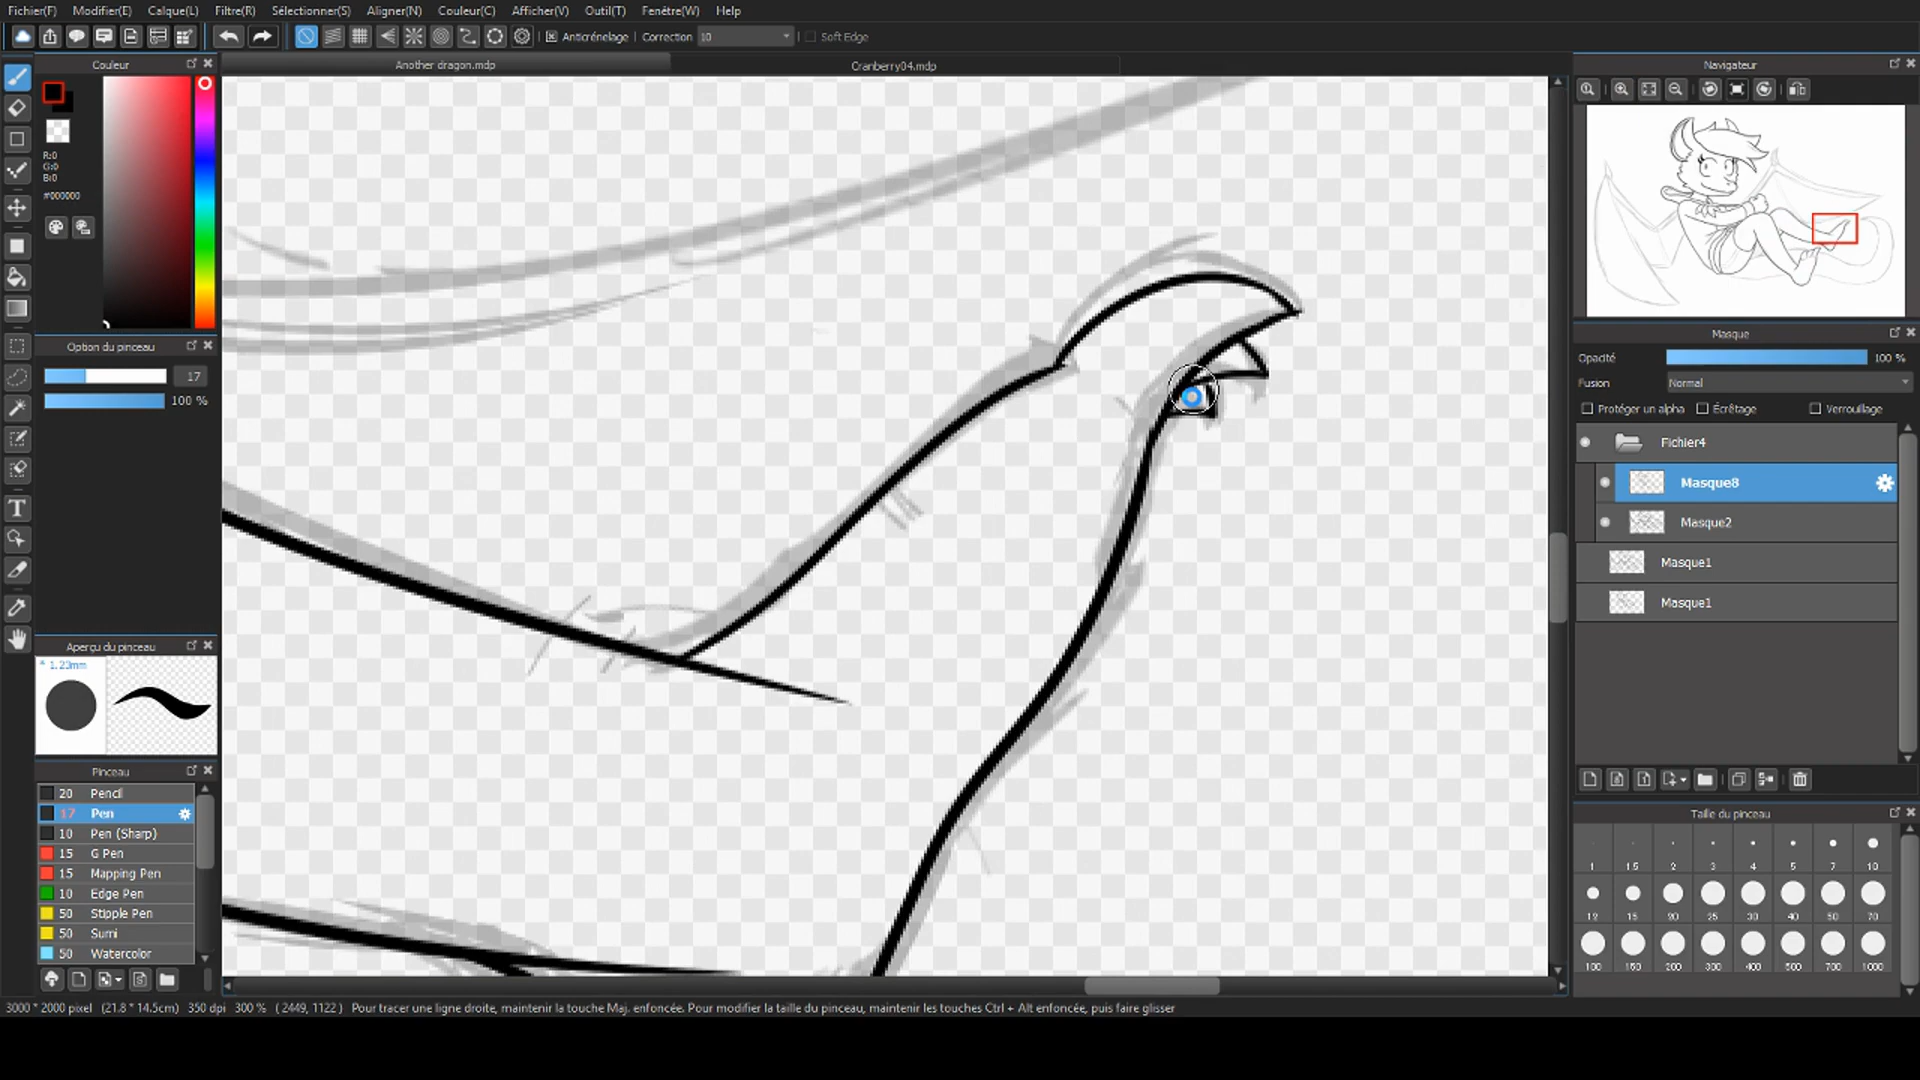 Fichier(F) Modifier(E) Calque(L) Filtre(R) Sélectionner(S) Aligner(N) Couleur(C) Afficher(V) Outil(T) Fenêtre(W) Help
Anticrénelage Correction 10 Soft Edge
Couleur
Another dragon.mdp
Cranberry04.mdp
Navigateur
R:0
G:0
B:0
#000000
Option du pinceau
17
100 %
Aperçu du pinceau
* 1.23mm
Pinceau
20 Pencil
17 Pen
10 Pen (Sharp)
15 G Pen
15 Mapping Pen
10 Edge Pen
50 Stipple Pen
50 Sumi
50 Watercolor
Masque
Opacité 100 %
Fusion Normal
Protéger un alpha Écrêtage Verrouillage
Fichier4
Masque8
Masque2
Masque1
Masque1
Taille du pinceau
1 1.5 2 3 4 5 7 10
12 15 20 25 30 40 50 70
100 150 200 300 400 500 700 1000
3000 * 2000 pixel (21.8 * 14.5cm) 350 dpi 300 % ( 2449, 1122 ) Pour tracer une ligne droite, maintenir la touche Maj. enfoncée. Pour modifier la taille du pinceau, maintenir les touches Ctrl + Alt enfoncée, puis faire glisser